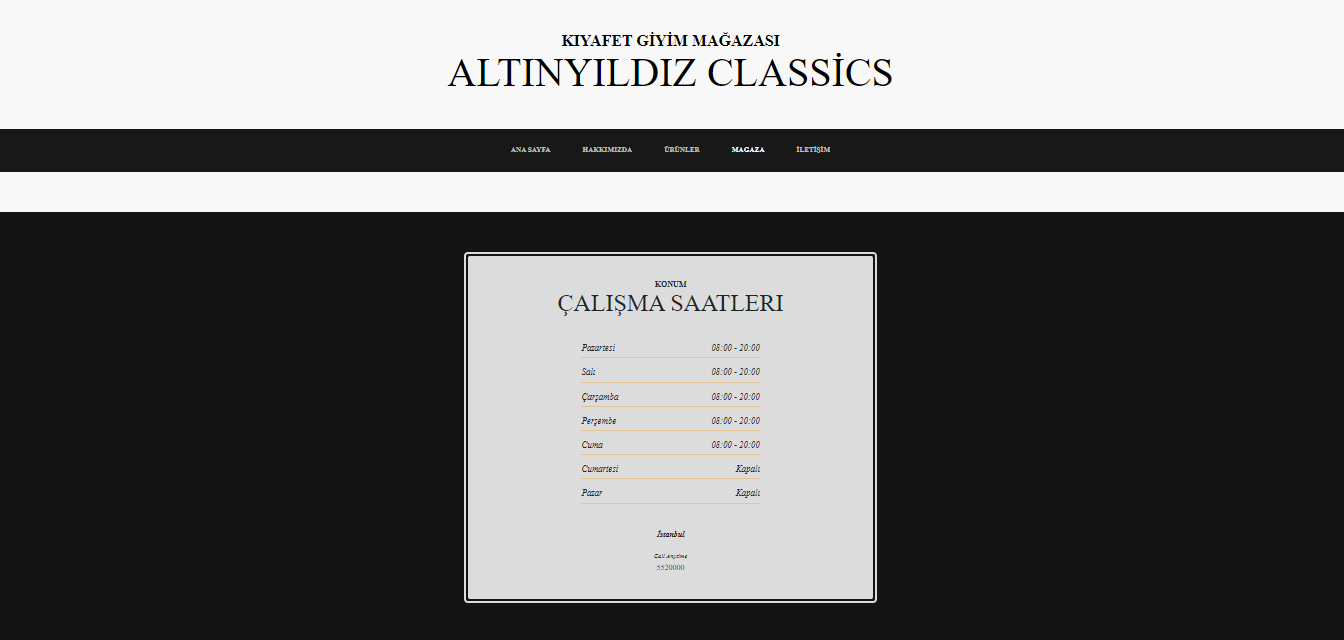 KIYAFET GİYİM MAĞAZASI
ALTINYILDIZ CLASSİCS
ANA SAYFA HAKKIMIZDA ÜRÜNLER MAGAZA İLETİŞİM
KONUM
ÇALIŞMA SAATLERI
Pazartesi 08:00 - 20:00
Salı 08:00 - 20:00
Çarşamba 08:00 - 20:00
Perşembe 08:00 - 20:00
Cuma 08:00 - 20:00
Cumartesi Kapalı
Pazar Kapalı
İstanbul
Call Anytime
5520000